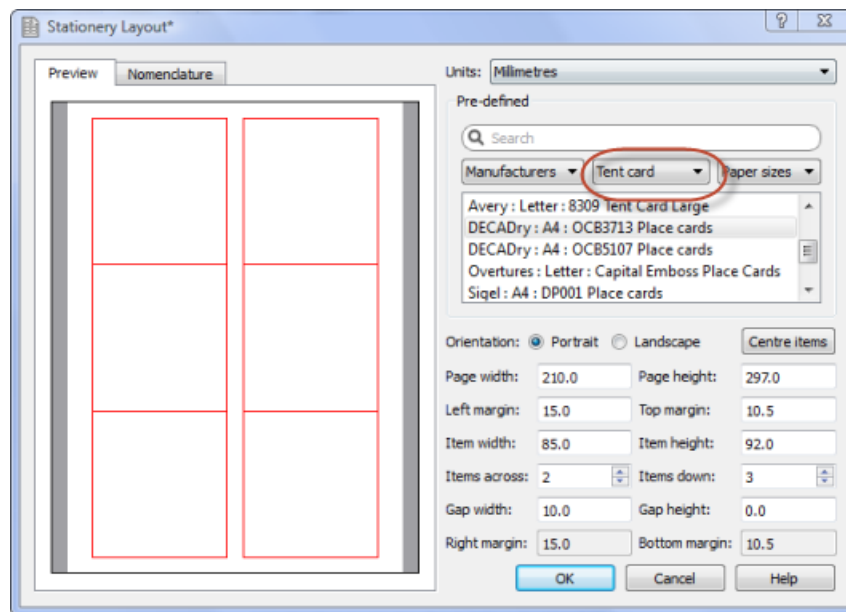 Stationery Layout*
Preview Nomenclature
Units: Millimetres
Pre-defined
Search
Manufacturers Tent card Paper sizes
Avery : Letter : 8309 Tent Card Large
DECADry : A4 : OCB3713 Place cards
DECADry : A4 : OCB5107 Place cards
Overtures : Letter : Capital Emboss Place Cards
Sigel : A4 : DP001 Place cards
Orientation: Portrait Landscape Centre items
Page width: 210.0 Page height: 297.0
Left margin: 15.0 Top margin: 10.5
Item width: 85.0 Item height: 92.0
Items across: 2 Items down: 3
Gap width: 10.0 Gap height: 0.0
Right margin: 15.0 Bottom margin: 10.5
OK Cancel Help